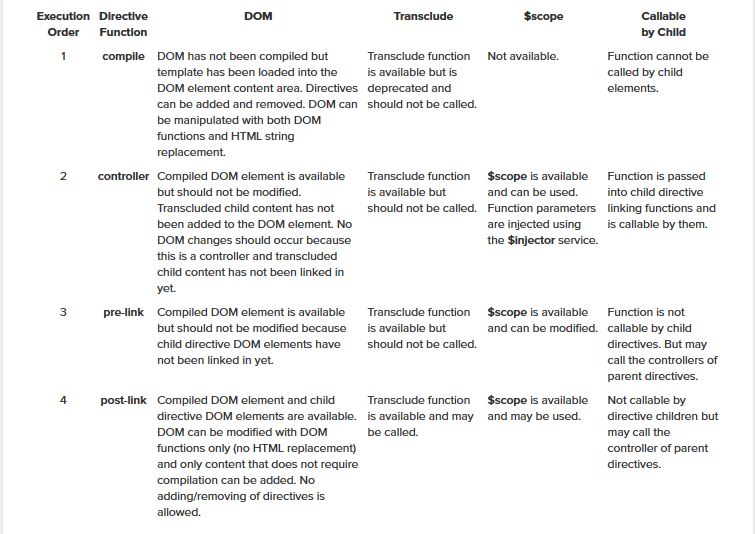 Execution Directive DOM Transclude $scope Callable
Order Function by Child
1 compile DOM has not been compiled but Transclude function Not available. Function cannot be
template has been loaded into the is available but is called by child
DOM element content area. Directives deprecated and elements.
can be added and removed. DOM can should not be called.
be manipulated with both DOM
functions and HTML string
replacement.
2 controller Compiled DOM element is available Transclude function $scope is available Function is passed
but should not be modified. is available but and can be used. into child directive
Transcluded child content has not should not be called. Function parameters linking functions and
been added to the DOM element. No are injected using is callable by them.
DOM changes should occur because the $injector service.
this is a controller and transcluded
child content has not been linked in
yet.
3 pre-link Compiled DOM element is available Transclude function $scope is available Function is not
but should not be modified because is available but and can be modified. callable by child
child directive DOM elements have should not be called. directives. But may
not been linked in yet. call the controllers of
parent directives.
4 post-link Compiled DOM element and child Transclude function $scope is available Not callable by
directive DOM elements are available. is available and may and may be used. directive children but
DOM can be modified with DOM be called. may call the
functions only (no HTML replacement) controller of parent
and only content that does not require directives.
compilation can be added. No
adding/removing of directives is
allowed.